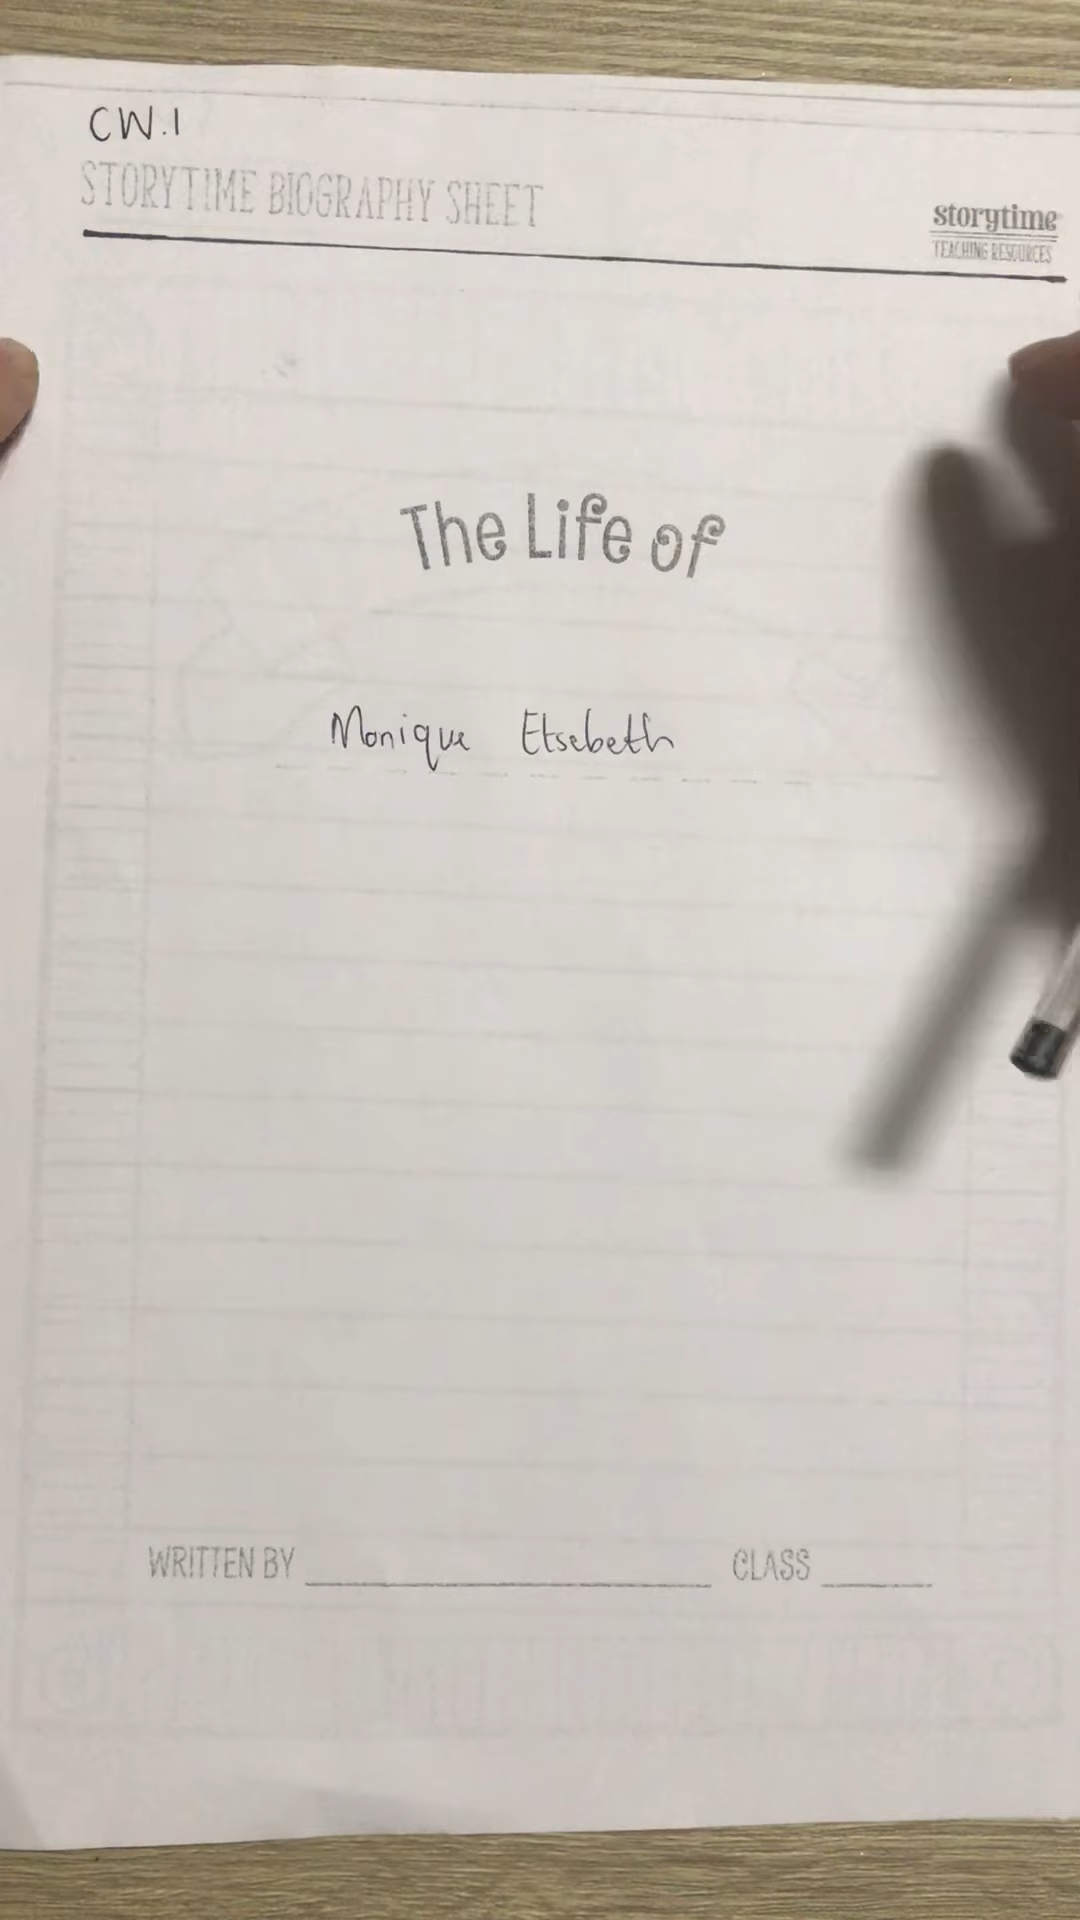 CW.1
STORYTIME BIOGRAPHY SHEET
storytime
TEACHING RESOURCES
The Life of
Monique Etsebeth
WRITTEN BY CLASS